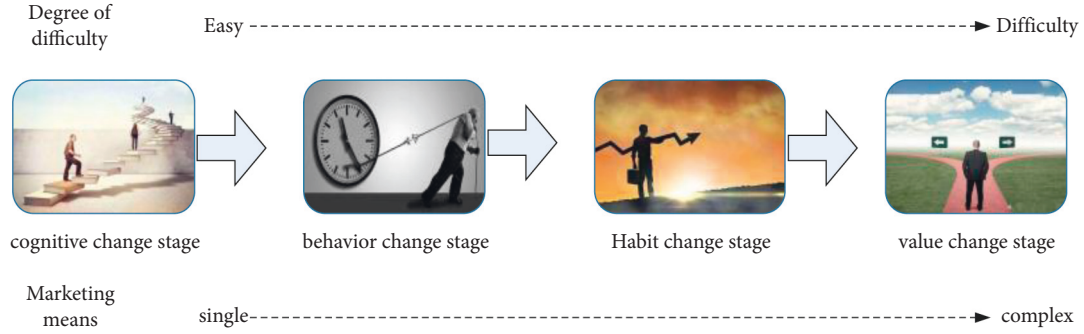 Degree of
difficulty
Easy
Difficulty
cognitive change stage
behavior change stage
Habit change stage
value change stage
Marketing
means
single
complex